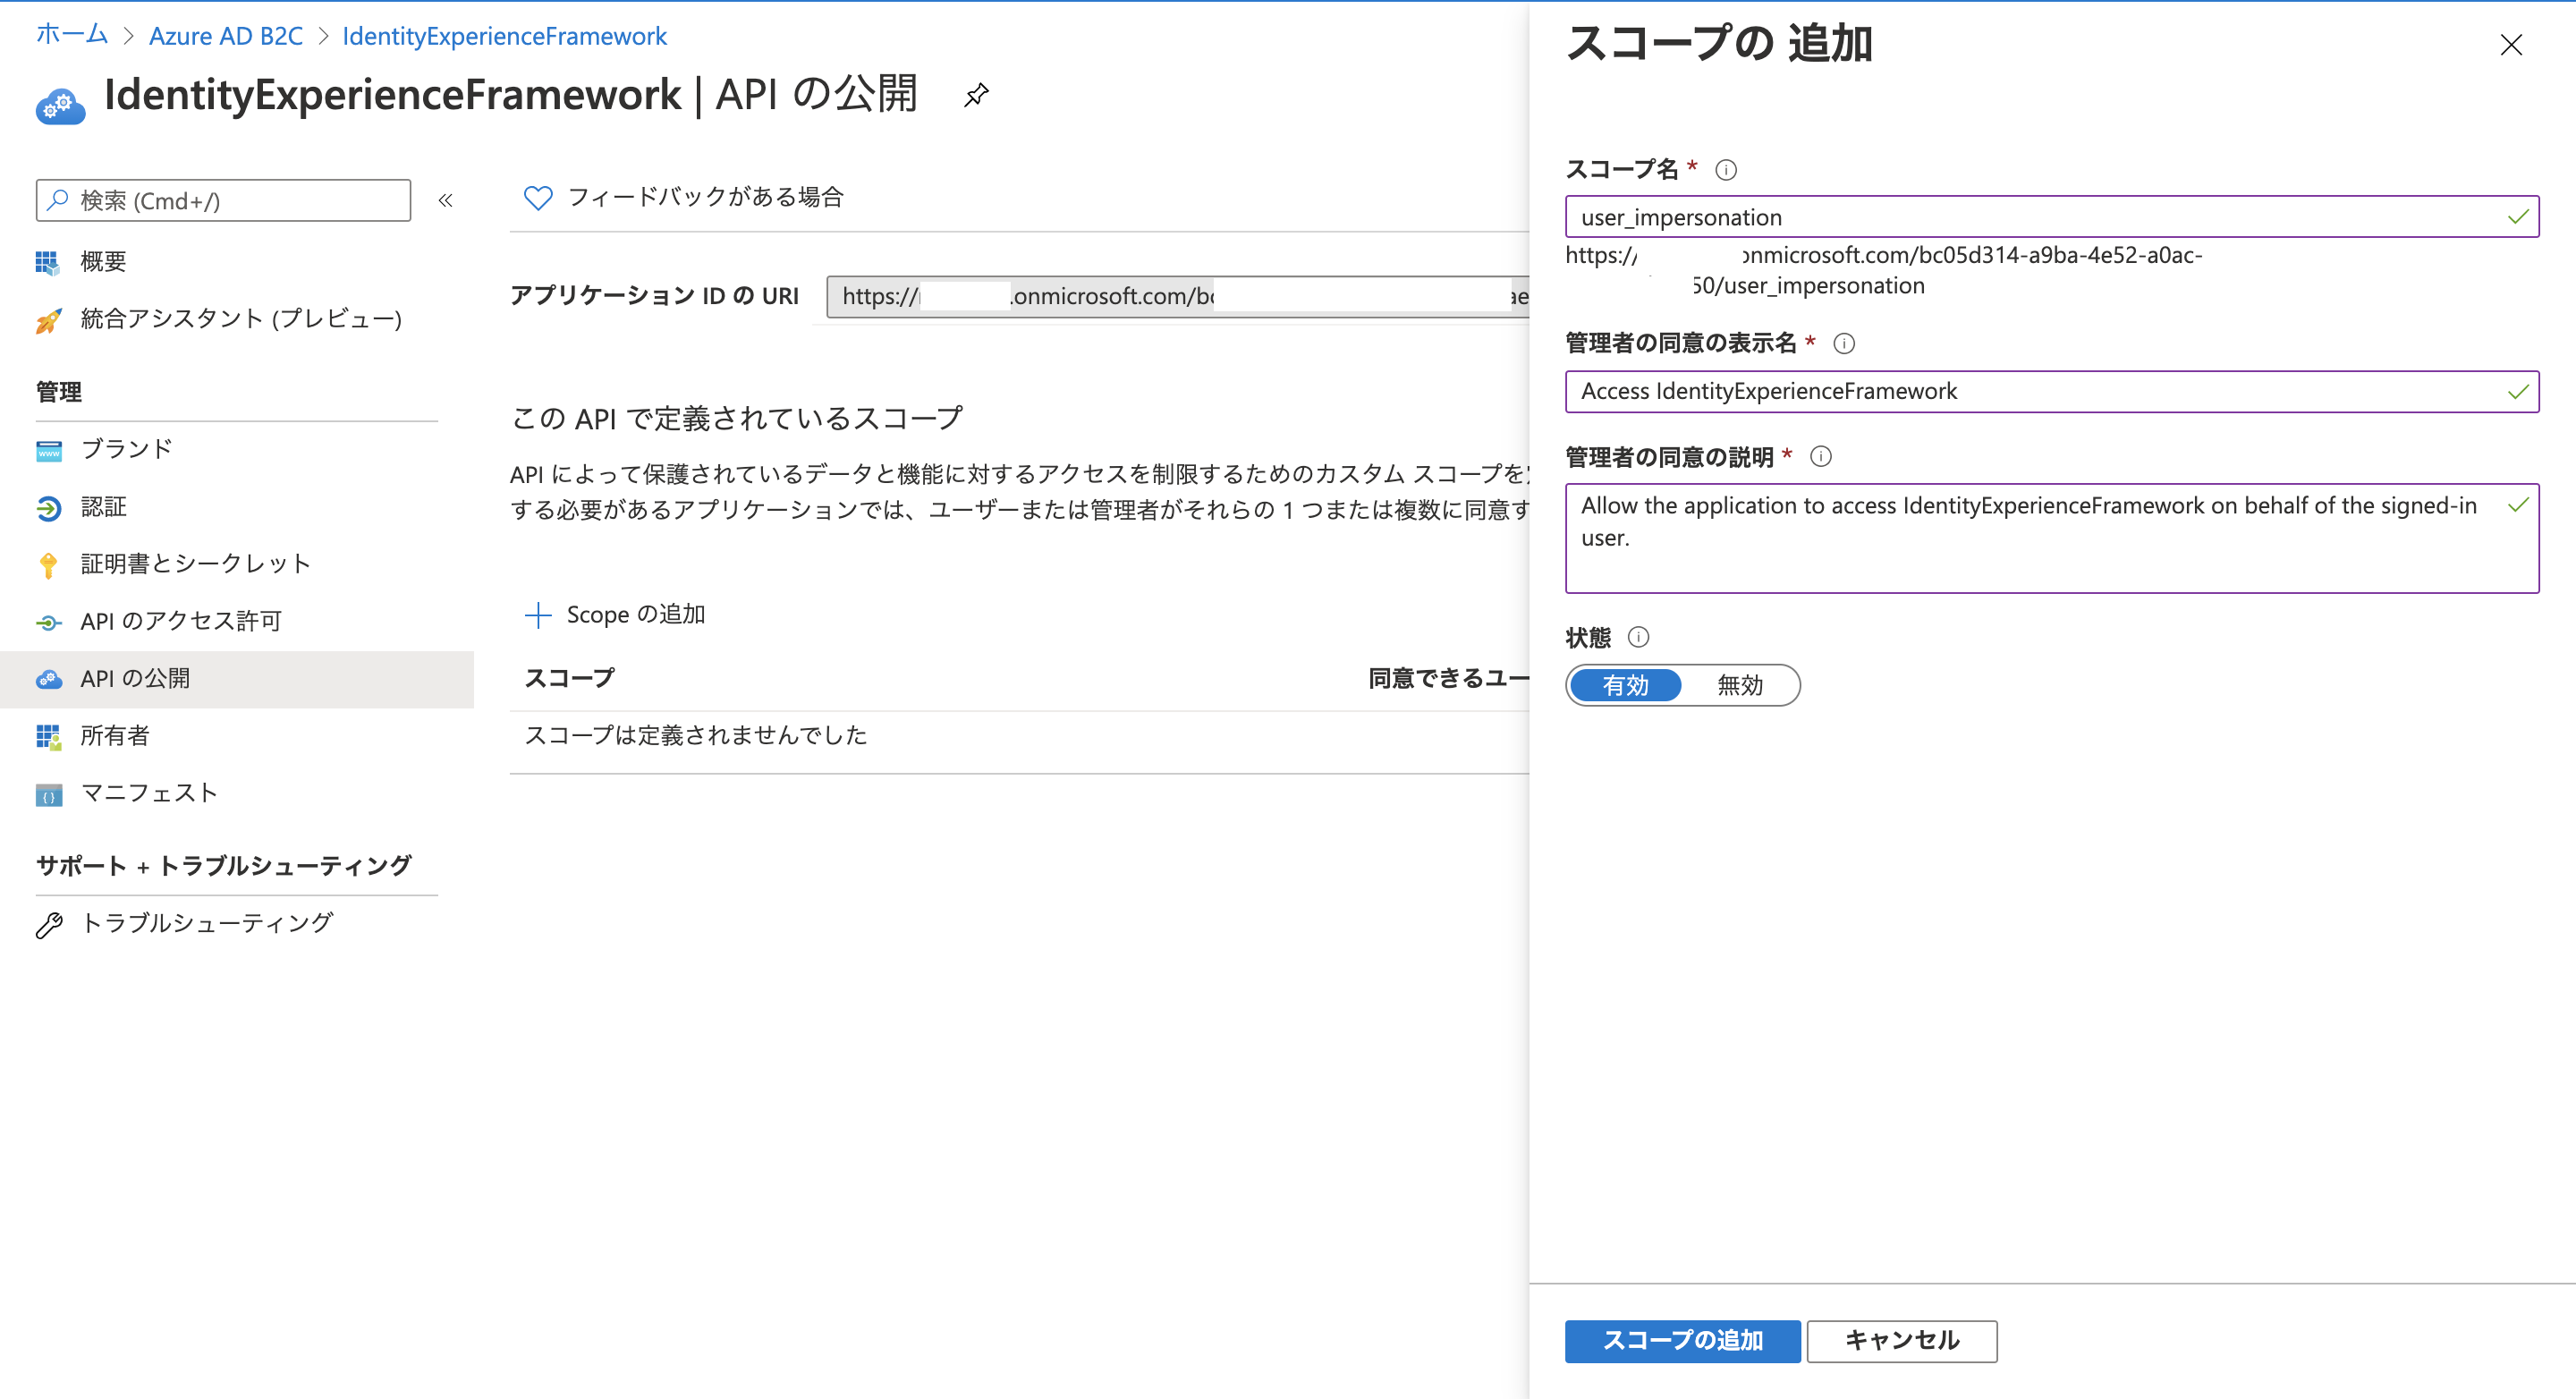 ホーム > Azure AD B2C > IdentityExperienceFramework
IdentityExperienceFramework | API の公開
検索 (Cmd+/)
«
概要
統合アシスタント (プレビュー)
管理
ブランド
認証
証明書とシークレット
API のアクセス許可
API の公開
所有者
マニフェスト
サポート + トラブルシューティング
トラブルシューティング
フィードバックがある場合
アプリケーション ID の URI
https:// .onmicrosoft.com/bc ae
この API で定義されているスコープ
API によって保護されているデータと機能に対するアクセスを制限するためのカスタム スコープを
する必要があるアプリケーションでは、ユーザーまたは管理者がそれらの 1 つまたは複数に同意す
Scope の追加
スコープ 同意できるユー
スコープは定義されませんでした
スコープの 追加
スコープ名 *
user_impersonation
https:// onmicrosoft.com/bc05d314-a9ba-4e52-a0ac-
50/user_impersonation
管理者の同意の表示名 *
Access IdentityExperienceFramework
管理者の同意の説明 *
Allow the application to access IdentityExperienceFramework on behalf of the signed-in
user.
状態
有効 無効
スコープの追加 キャンセル